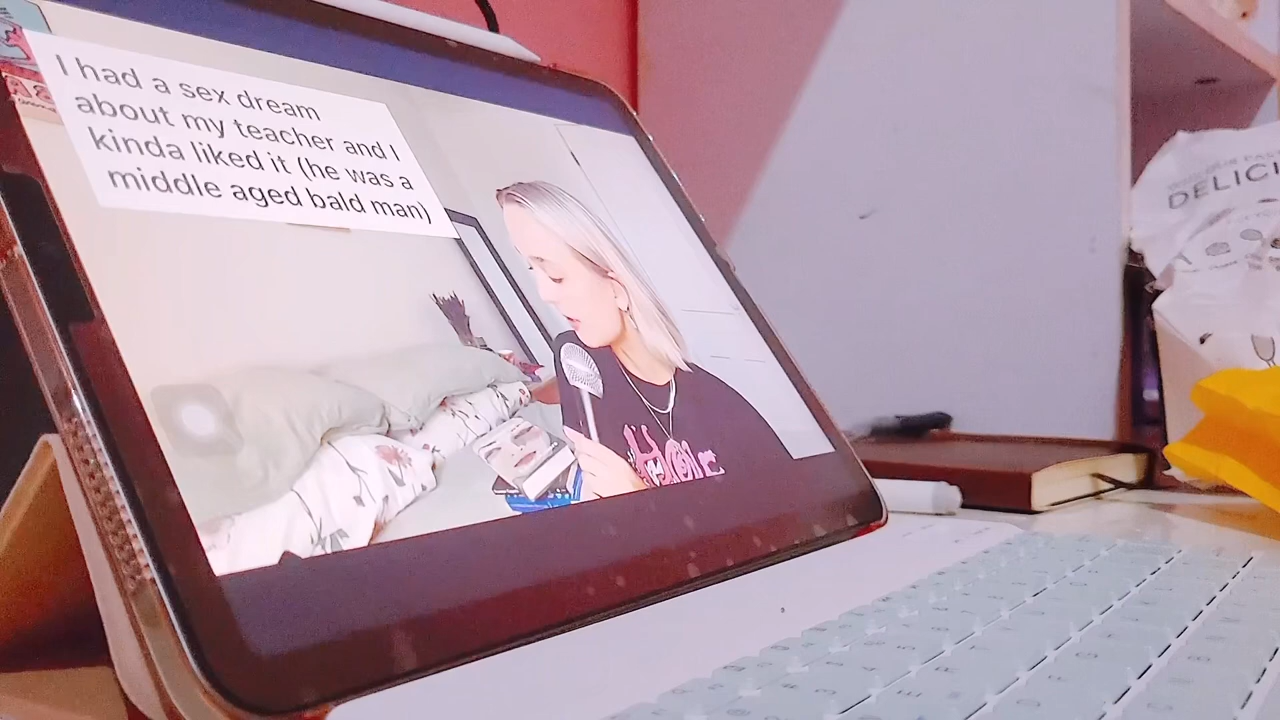 I had a sex dream
about my teacher and I
kinda liked it (he was a
middle aged bald man)
DELICI